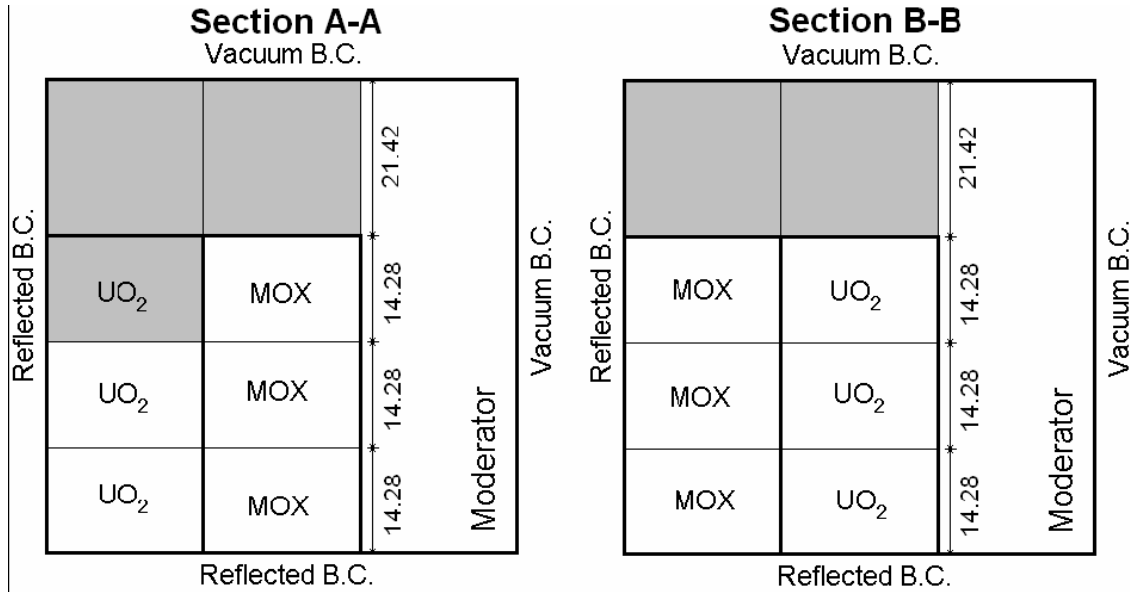 Section A-A
Vacuum B.C.
Reflected B.C.
UO2 MOX
UO2 MOX
UO2 MOX
21.42
14.28
14.28
14.28
Moderator
Vacuum B.C.
Reflected B.C.
Section B-B
Vacuum B.C.
Reflected B.C.
MOX UO2
MOX UO2
MOX UO2
21.42
14.28
14.28
14.28
Moderator
Vacuum B.C.
Reflected B.C.